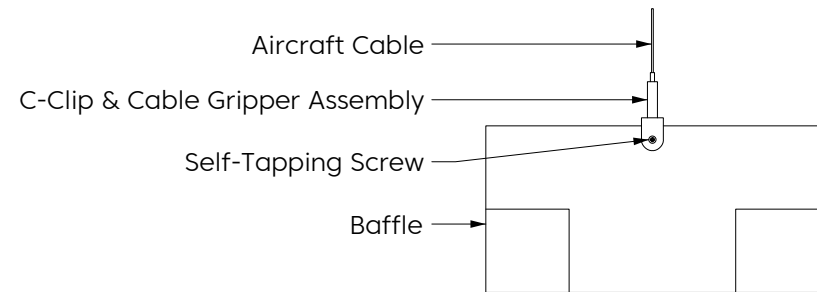 Aircraft Cable
C-Clip & Cable Gripper Assembly
Self-Tapping Screw
Baffle